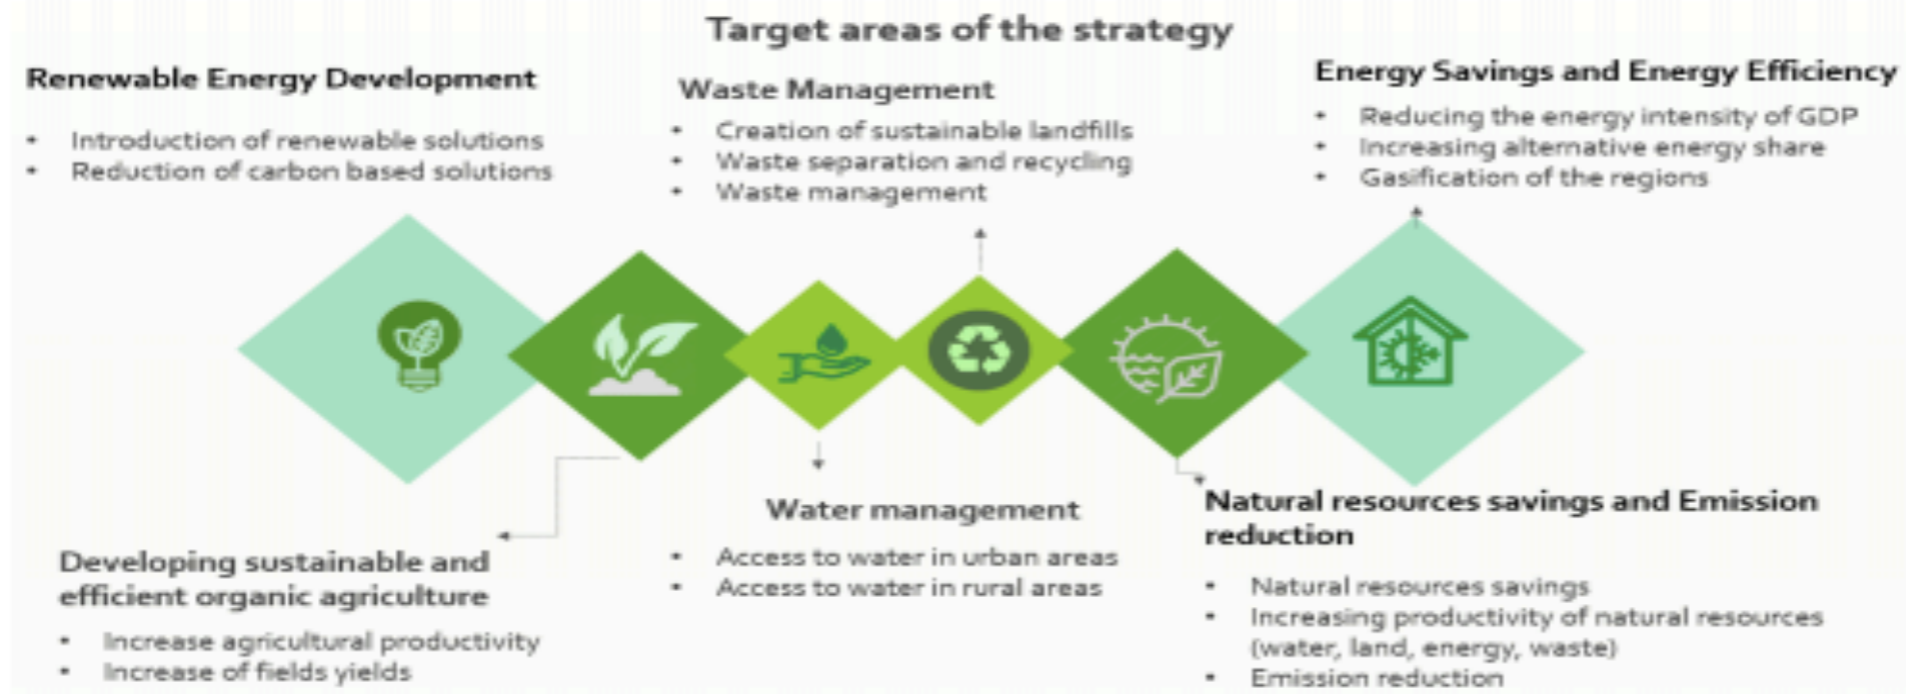 Target areas of the strategy
Renewable Energy Development
• Introduction of renewable solutions
• Reduction of carbon based solutions
Waste Management
• Creation of sustainable landfills
• Waste separation and recycling
• Waste management
Energy Savings and Energy Efficiency
• Reducing the energy intensity of GDP
• Increasing alternative energy share
• Gasification of the regions
Developing sustainable and
efficient organic agriculture
• Increase agricultural productivity
• Increase of fields yields
Water management
• Access to water in urban areas
• Access to water in rural areas
Natural resources savings and Emission
reduction
• Natural resources savings
• Increasing productivity of natural resources
(water, land, energy, waste)
• Emission reduction